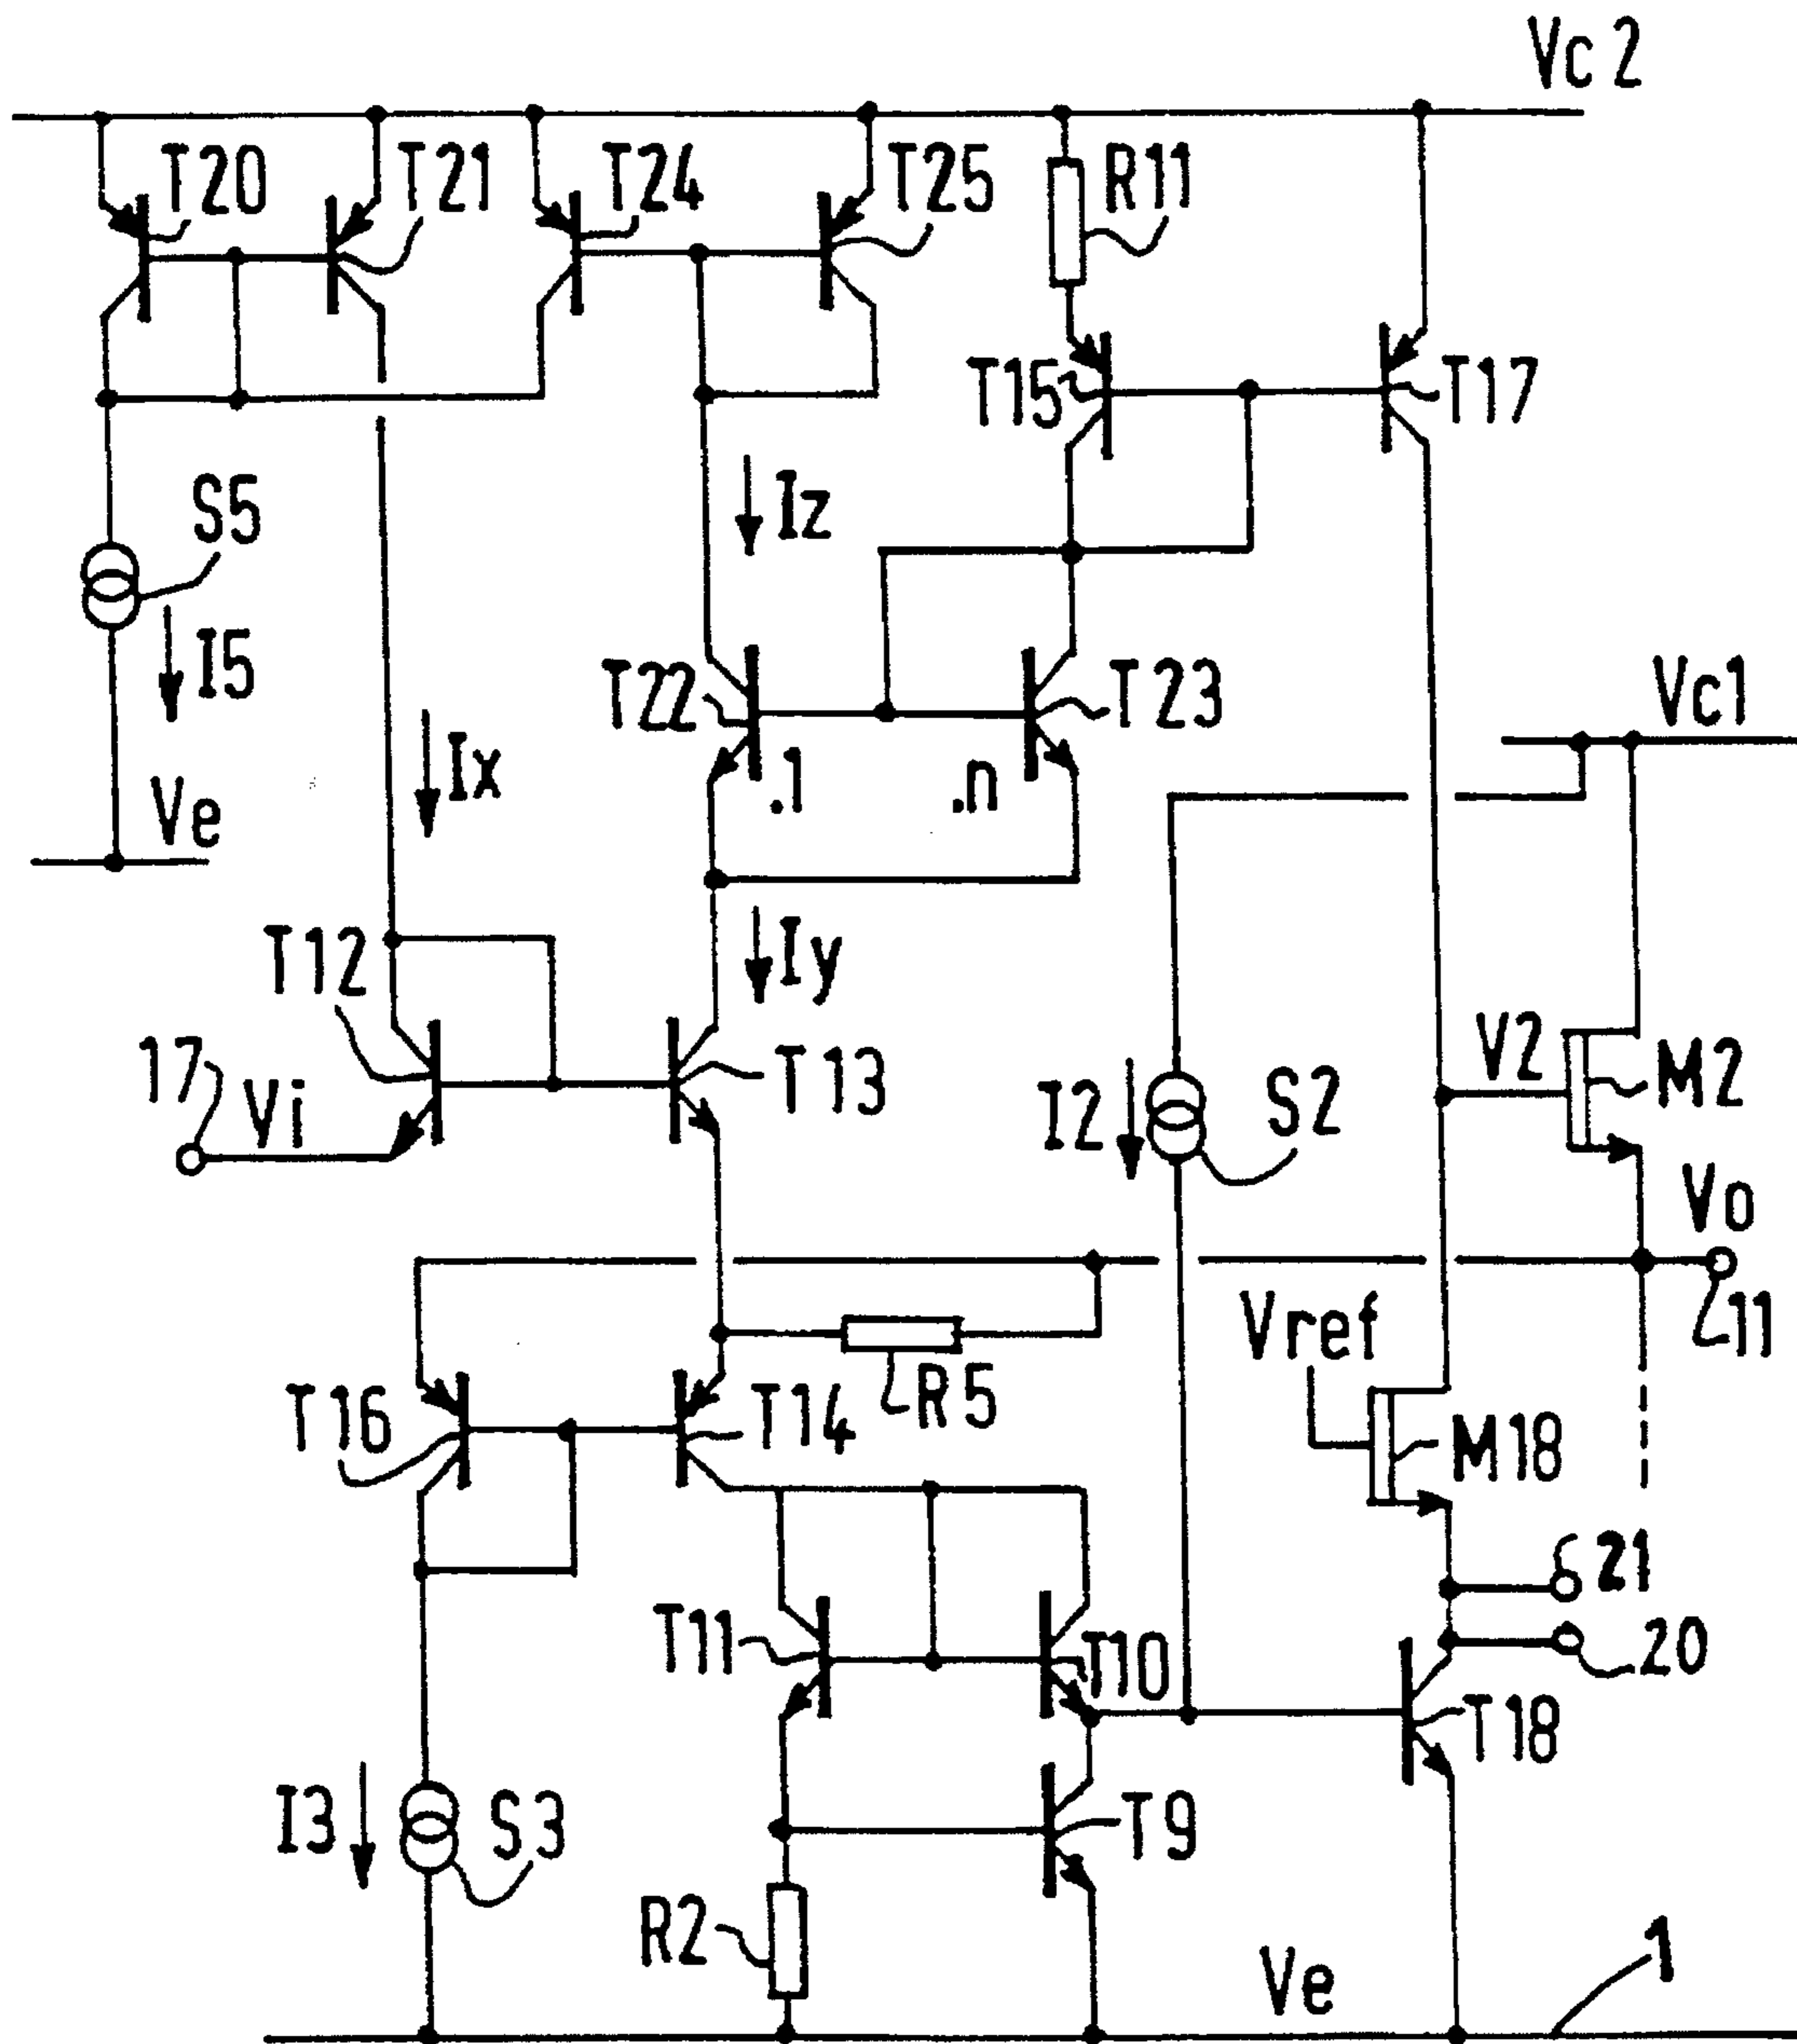 Vc2
T20
T21
T24
T25
R11
T15
T17
S5
Iz
I5
T22
T23
Vc1
Ve
Ix
.1
.n
T12
Iy
17
Vi
T13
I2
S2
V2
M2
Vo
11
Vref
T16
T14
R5
M18
21
T11
T10
20
T18
I3
S3
T9
R2
Ve
1